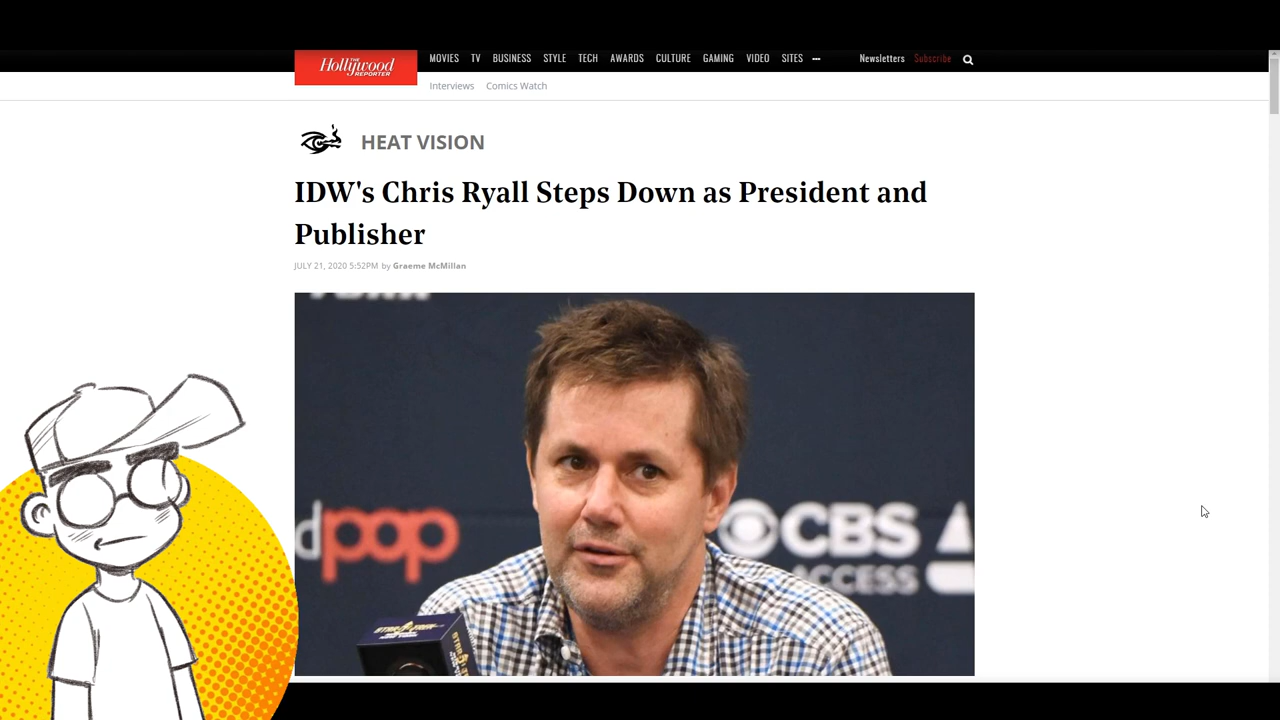 THE
Hollywood
REPORTER
MOVIES TV BUSINESS STYLE TECH AWARDS CULTURE GAMING VIDEO SITES ••• Newsletters Subscribe
Interviews Comics Watch
HEAT VISION
IDW's Chris Ryall Steps Down as President and
Publisher
JULY 21, 2020 5:52PM by Graeme McMillan
dpop
CBS
ACCESS
STAR TREK